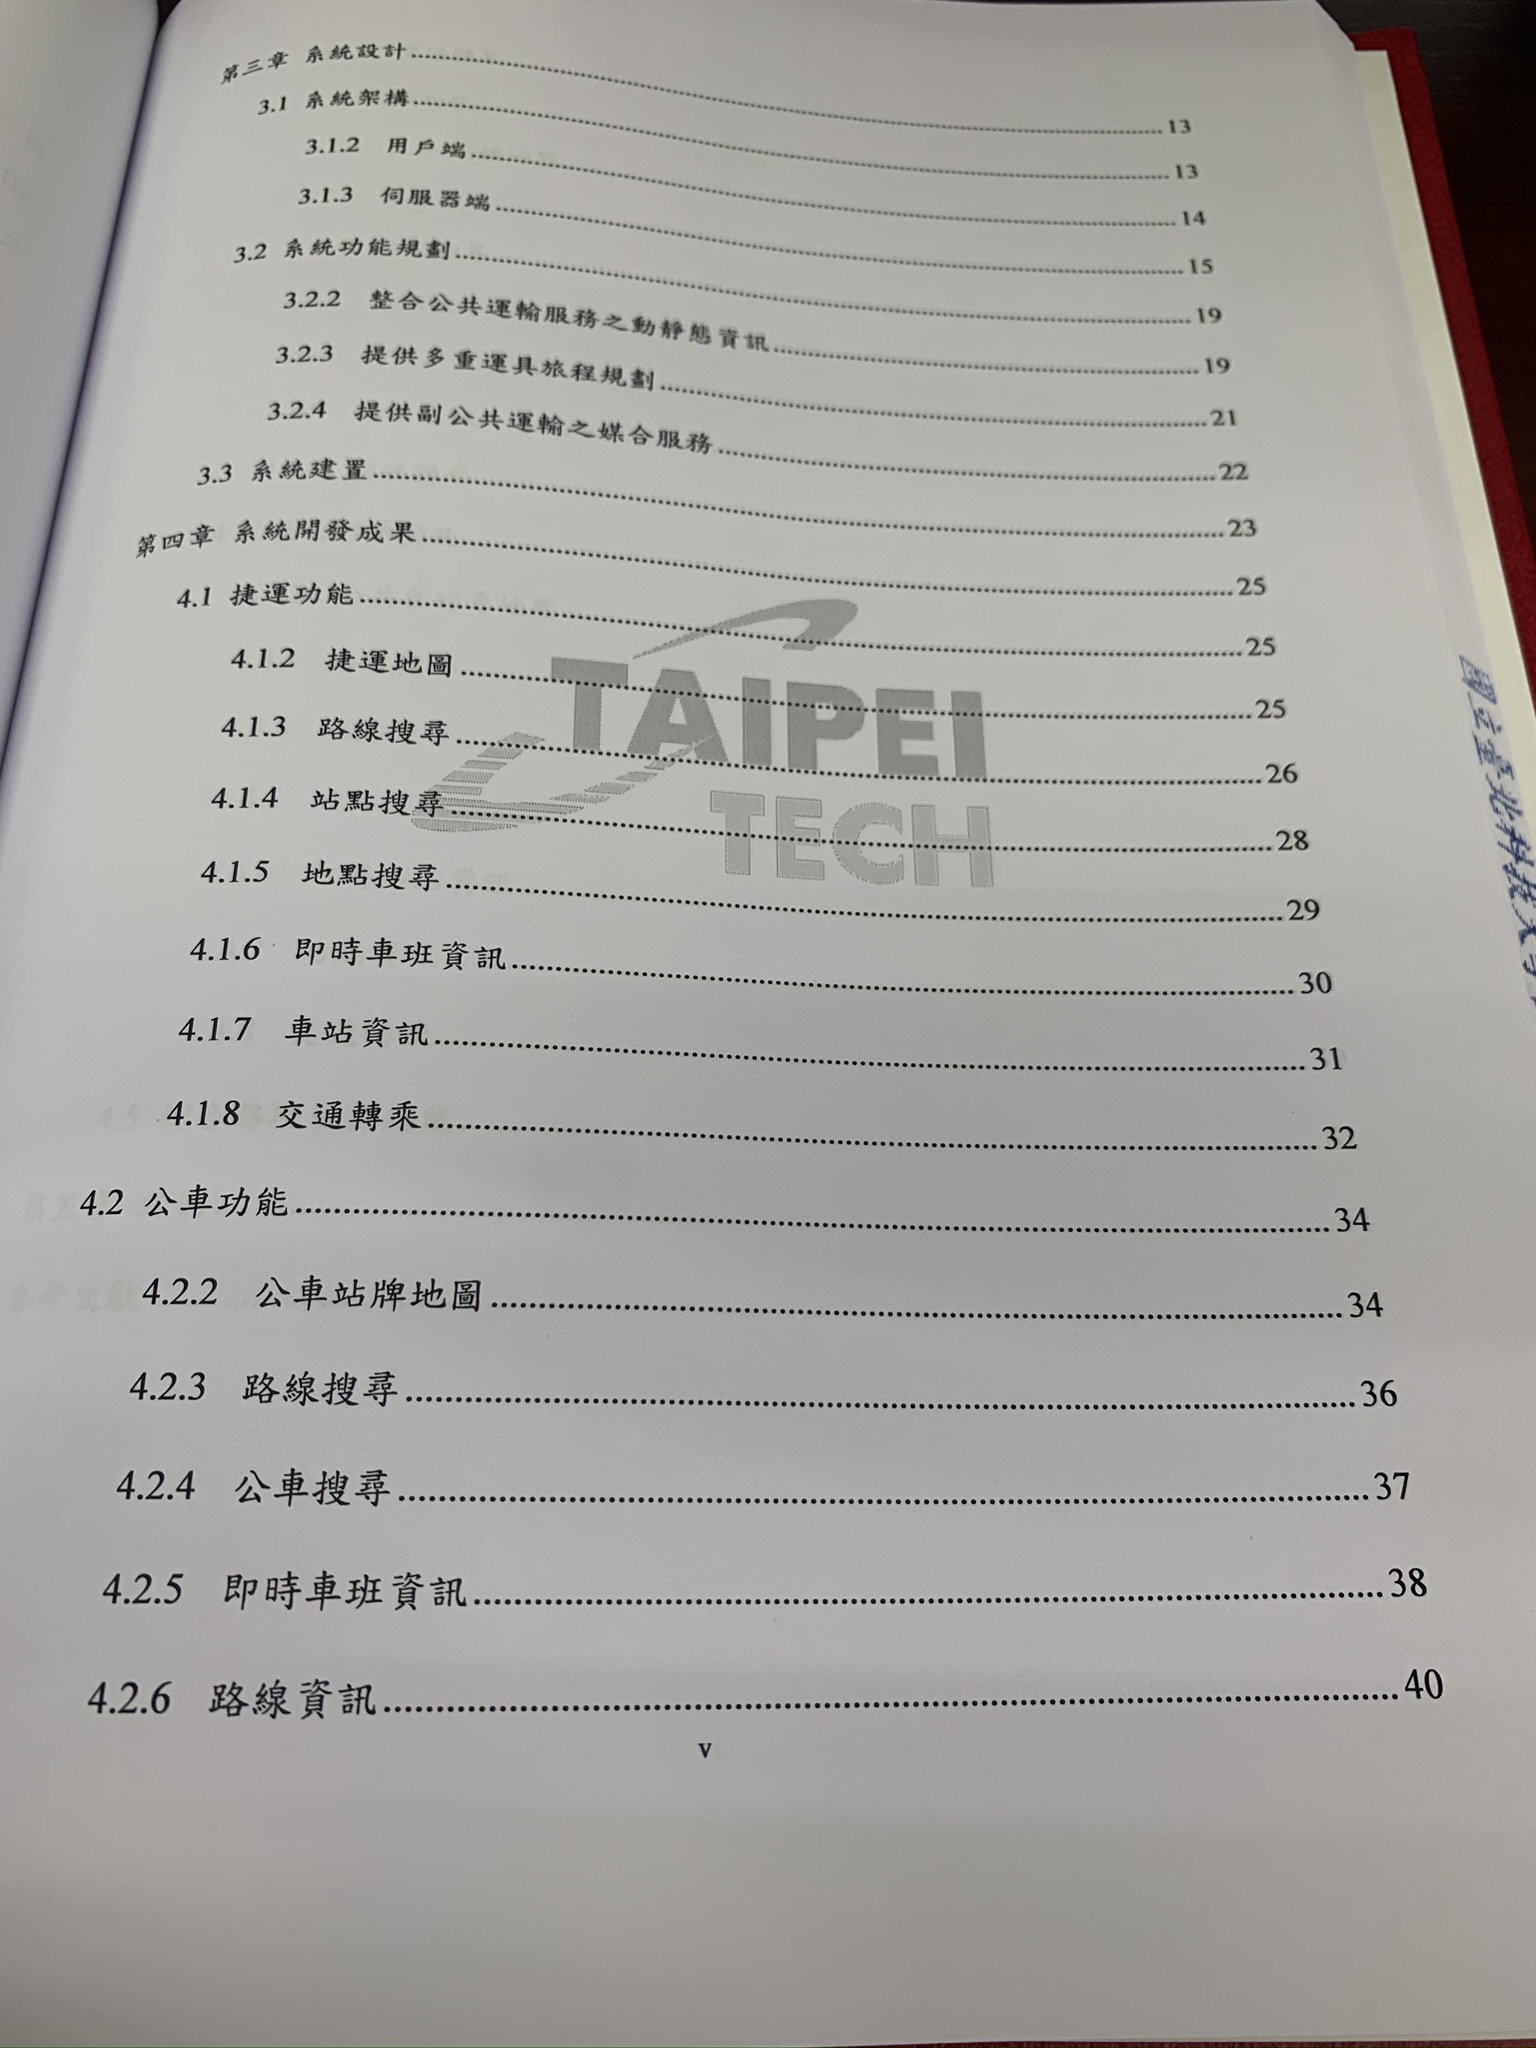 第三章 系統設計.....13
3.1 系統架構.....13
3.1.2 用戶端.....14
3.1.3 伺服器端.....15
3.2 系統功能規劃.....19
3.2.2 整合公共運輸服務之動靜態資訊.....19
3.2.3 提供多重運具旅程規劃.....21
3.2.4 提供副公共運輸之媒合服務.....22
3.3 系統建置.....23
第四章 系統開發成果.....25
4.1 捷運功能.....25
4.1.2 捷運地圖.....25
4.1.3 路線搜尋.....26
4.1.4 站點搜尋.....28
4.1.5 地點搜尋.....29
4.1.6 即時車班資訊.....30
4.1.7 車站資訊.....31
4.1.8 交通轉乘.....32
4.2 公車功能.....34
4.2.2 公車站牌地圖.....34
4.2.3 路線搜尋.....36
4.2.4 公車搜尋.....37
4.2.5 即時車班資訊.....38
4.2.6 路線資訊.....40
v
TAIPEI
TECH
國立臺北科技大學